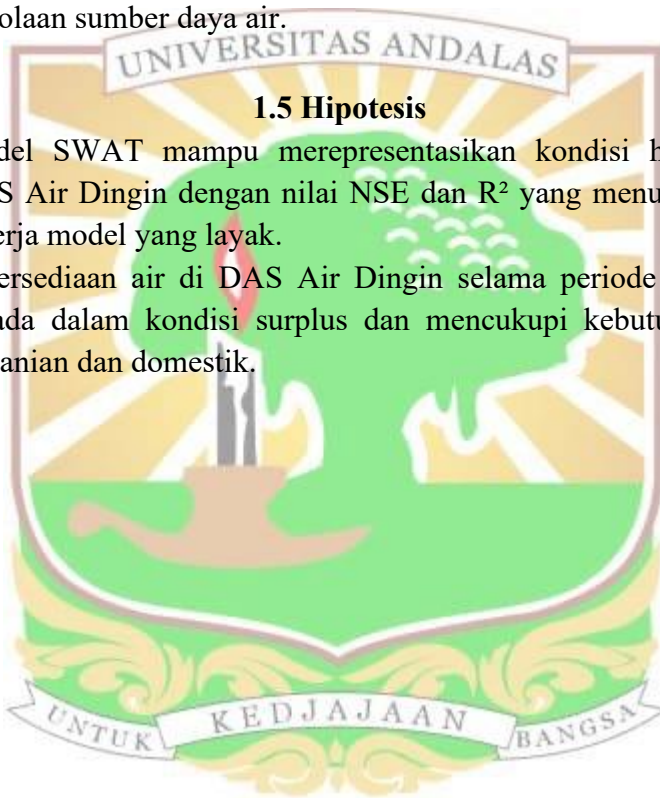 olaan sumber daya air.
UNIVERSITAS ANDALAS
1.5 Hipotesis
del SWAT mampu merepresentasikan kondisi h
S Air Dingin dengan nilai NSE dan R² yang menu
erja model yang layak.
ersediaan air di DAS Air Dingin selama periode
ada dalam kondisi surplus dan mencukupi kebutu
anian dan domestik.
UNTUK KEDJAJAAN BANGSA